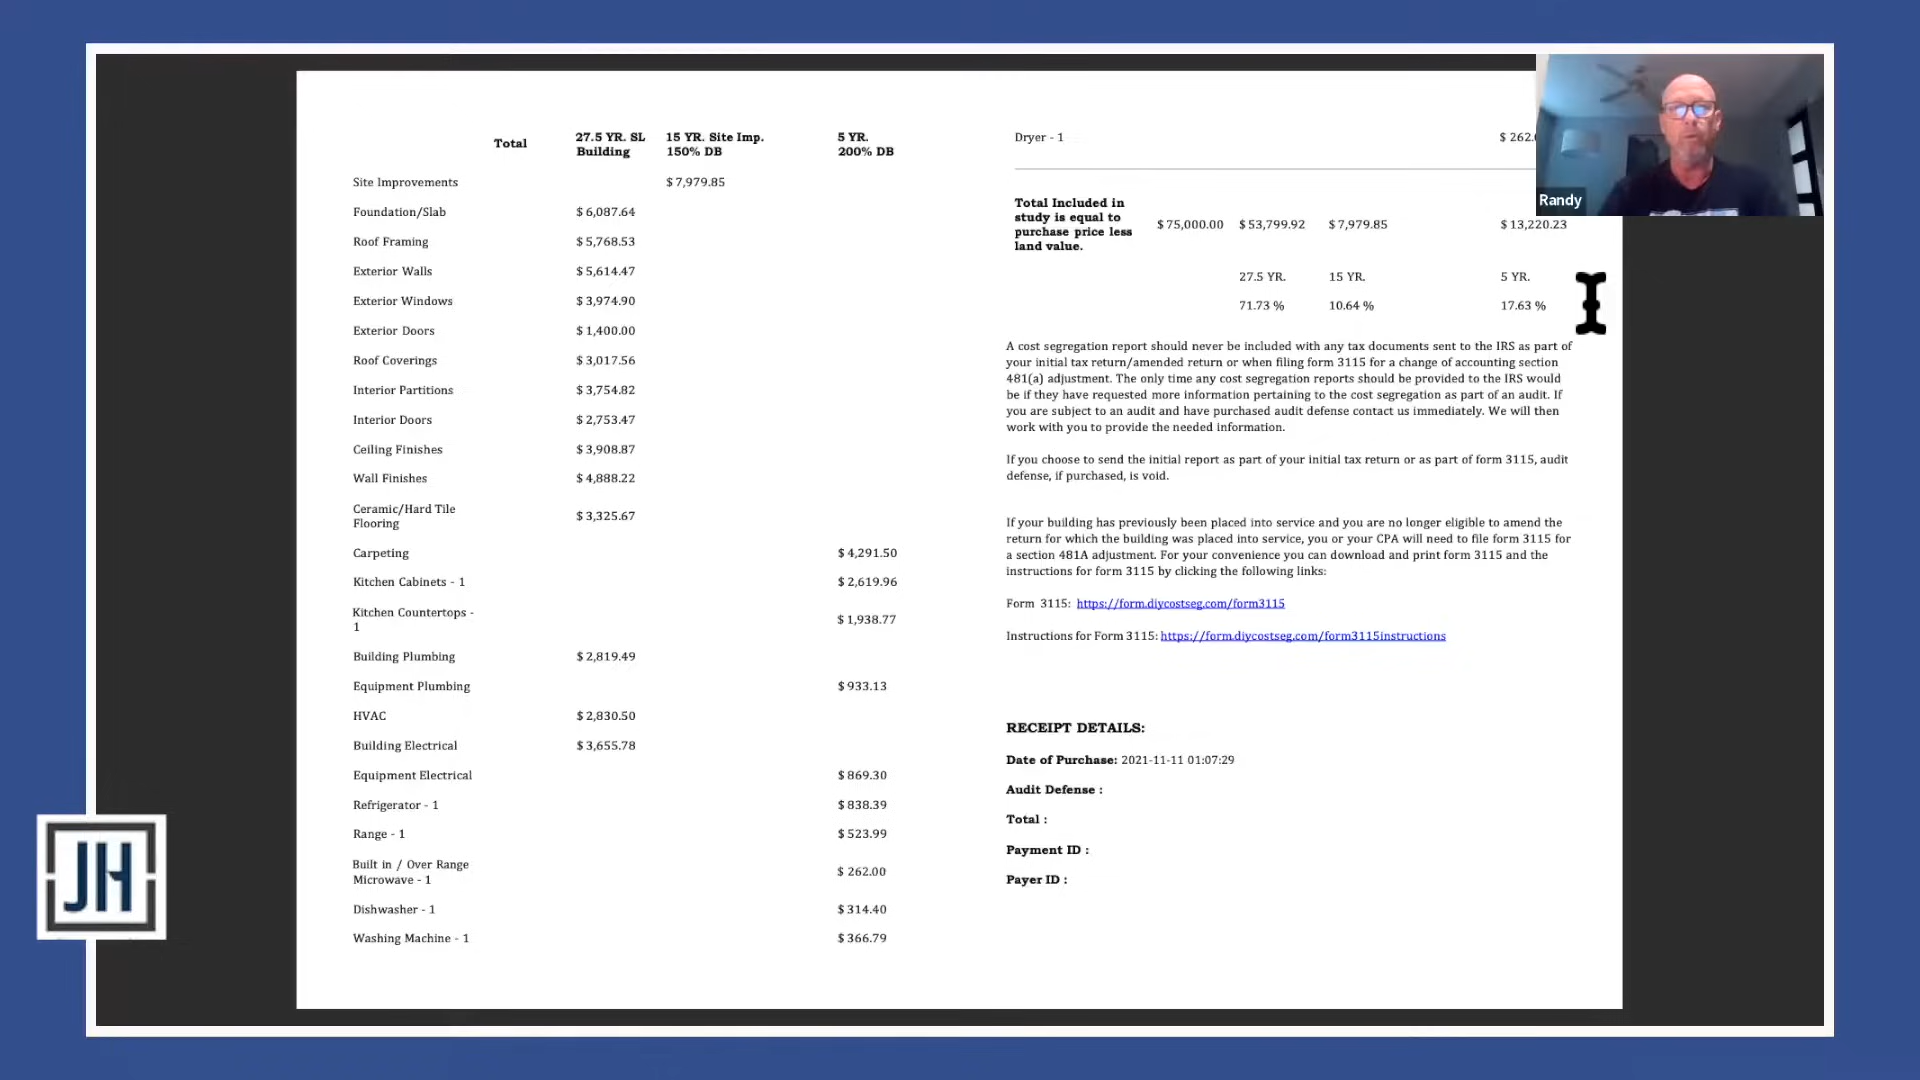 Total
27.5 YR. SL Building
15 YR. Site Imp. 150% DB
5 YR. 200% DB
Site Improvements $ 7,979.85
Foundation/Slab $ 6,087.64
Roof Framing $ 5,768.53
Exterior Walls $ 5,614.47
Exterior Windows $ 3,974.90
Exterior Doors $ 1,400.00
Roof Coverings $ 3,017.56
Interior Partitions $ 3,754.82
Interior Doors $ 2,753.47
Ceiling Finishes $ 3,908.87
Wall Finishes $ 4,888.22
Ceramic/Hard Tile
Flooring $ 3,325.67
Carpeting $ 4,291.50
Kitchen Cabinets - 1 $ 2,619.96
Kitchen Countertops -
1 $ 1,938.77
Building Plumbing $ 2,819.49
Equipment Plumbing $ 933.13
HVAC $ 2,830.50
Building Electrical $ 3,655.78
Equipment Electrical $ 869.30
Refrigerator - 1 $ 838.39
Range - 1 $ 523.99
Built in / Over Range
Microwave - 1 $ 262.00
Dishwasher - 1 $ 314.40
Washing Machine - 1 $ 366.79
Dryer - 1
Total Included in
study is equal to
purchase price less
land value.
$ 75,000.00 $ 53,799.92 $ 7,979.85 $ 13,220.23
27.5 YR. 15 YR. 5 YR.
71.73 % 10.64 % 17.63 %
A cost segregation report should never be included with any tax documents sent to the IRS as part of
your initial tax return/amended return or when filing form 3115 for a change of accounting section
481(a) adjustment. The only time any cost segregation reports should be provided to the IRS would
be if they have requested more information pertaining to the cost segregation as part of an audit. If
you are subject to an audit and have purchased audit defense contact us immediately. We will then
work with you to provide the needed information.
If you choose to send the initial report as part of your initial tax return or as part of form 3115, audit
defense, if purchased, is void.
If your building has previously been placed into service and you are no longer eligible to amend the
return for which the building was placed into service, you or your CPA will need to file form 3115 for
a section 481A adjustment. For your convenience you can download and print form 3115 and the
instructions for form 3115 by clicking the following links:
Form 3115: https://form.diycostseg.com/form3115
Instructions for Form 3115: https://form.diycostseg.com/form3115instructions
RECEIPT DETAILS:
Date of Purchase: 2021-11-11 01:07:29
Audit Defense :
Total :
Payment ID :
Payer ID :
Randy
JH